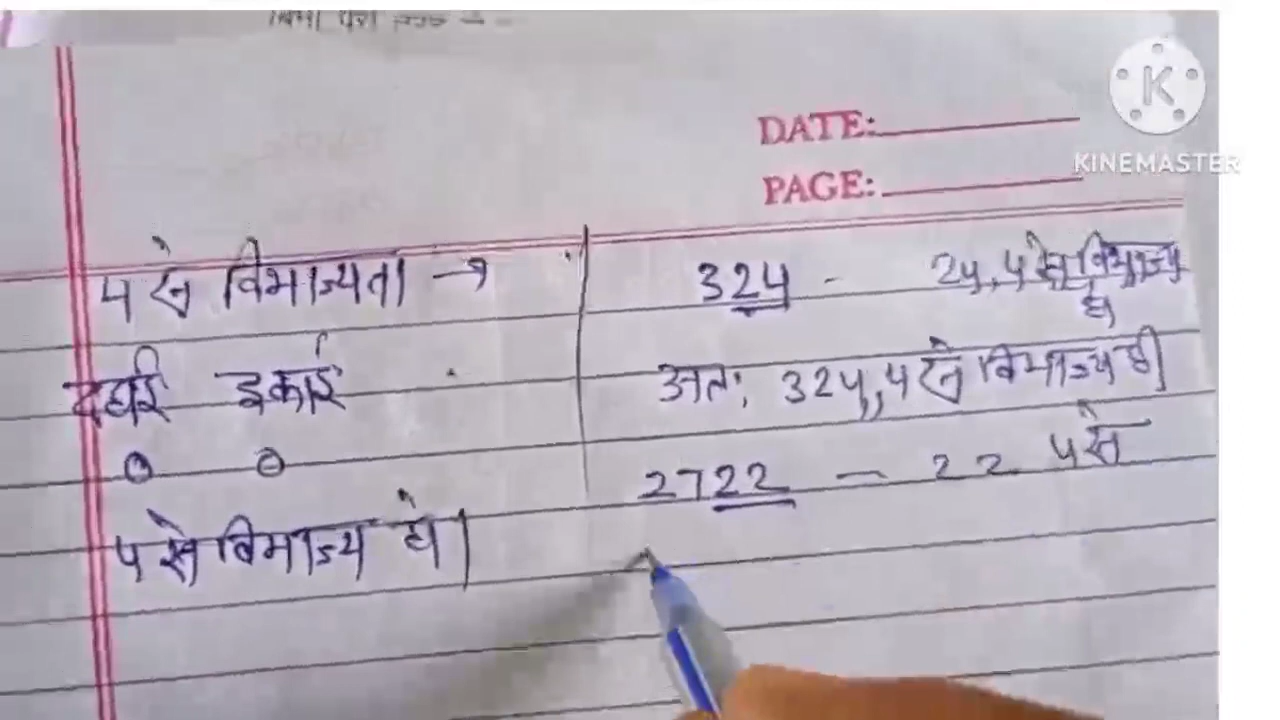 DATE:
PAGE:
KINEMASTER
4 से विभाज्यता →
दहाई इकाई
0 0
4 से विभाज्य है।
324 - 24, 4 से विभाज्य है
अतः, 324, 4 से विभाज्य है।
2722 - 22 4 से